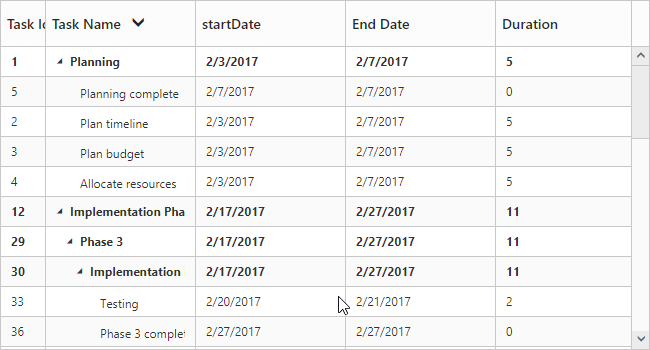 Task Id Task Name startDate End Date Duration
1 Planning 2/3/2017 2/7/2017 5
5 Planning complete 2/7/2017 2/7/2017 0
2 Plan timeline 2/3/2017 2/7/2017 5
3 Plan budget 2/3/2017 2/7/2017 5
4 Allocate resources 2/3/2017 2/7/2017 5
12 Implementation Pha 2/17/2017 2/27/2017 11
29 Phase 3 2/17/2017 2/27/2017 11
30 Implementation 2/17/2017 2/27/2017 11
33 Testing 2/20/2017 2/21/2017 2
36 Phase 3 complet 2/27/2017 2/27/2017 0